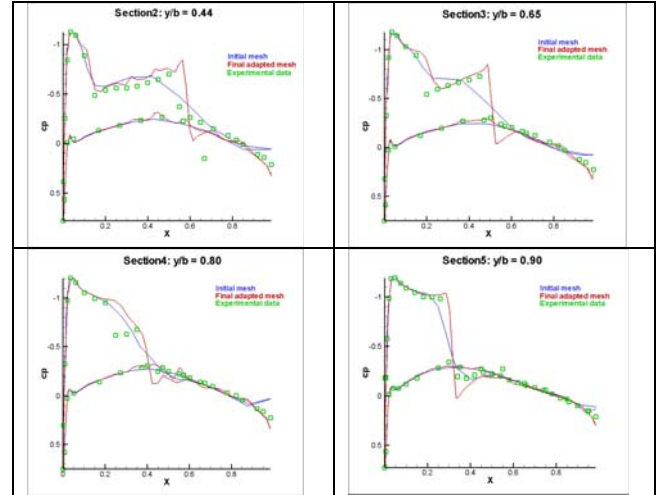 Section2: y/b = 0.44
Initial mesh
Final adapted mesh
Experimental data
-1
-0.5
0
0.5
cp
0
0.2
0.4
0.6
0.8
X
Section3: y/b = 0.65
Initial mesh
Final adapted mesh
Experimental data
-1
-0.5
0
0.5
cp
0
0.2
0.4
0.6
0.8
X
Section4: y/b = 0.80
Initial mesh
Final adapted mesh
Experimental data
-1
-0.5
0
0.5
cp
0
0.2
0.4
0.6
0.8
X
Section5: y/b = 0.90
Initial mesh
Final adapted mesh
Experimental data
-1
-0.5
0
0.5
cp
0
0.2
0.4
0.6
0.8
X